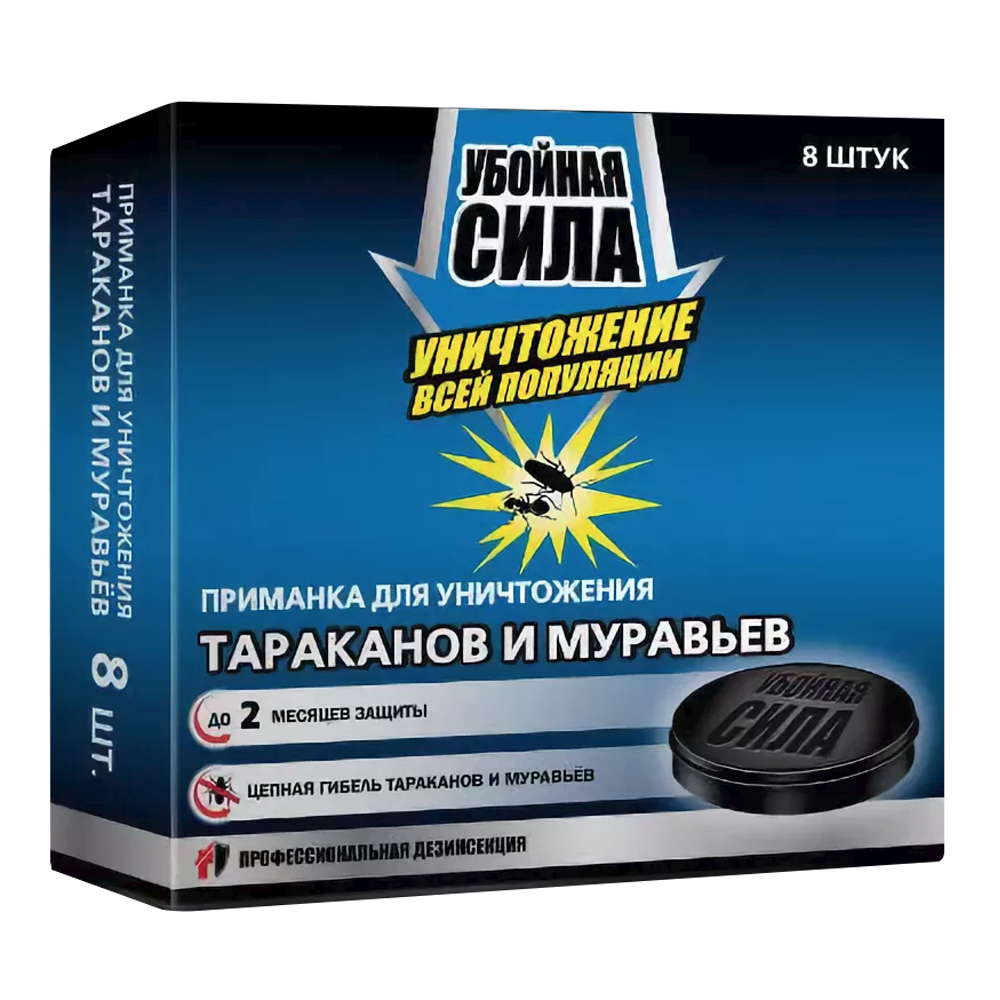 ПРИМАНКА ДЛЯ УНИЧТОЖЕНИЯ
ТАРАКАНОВ И МУРАВЬЁВ 8 ШТ.
8 ШТУК
УБОЙНАЯ
СИЛА
УНИЧТОЖЕНИЕ
ВСЕЙ ПОПУЛЯЦИИ
ПРИМАНКА ДЛЯ УНИЧТОЖЕНИЯ
ТАРАКАНОВ И МУРАВЬЕВ
УБОЙНАЯ
СИЛА
ДО 2 МЕСЯЦЕВ ЗАЩИТЫ
ЦЕПНАЯ ГИБЕЛЬ ТАРАКАНОВ И МУРАВЬЁВ
ПРОФЕССИОНАЛЬНАЯ ДЕЗИНСЕКЦИЯ